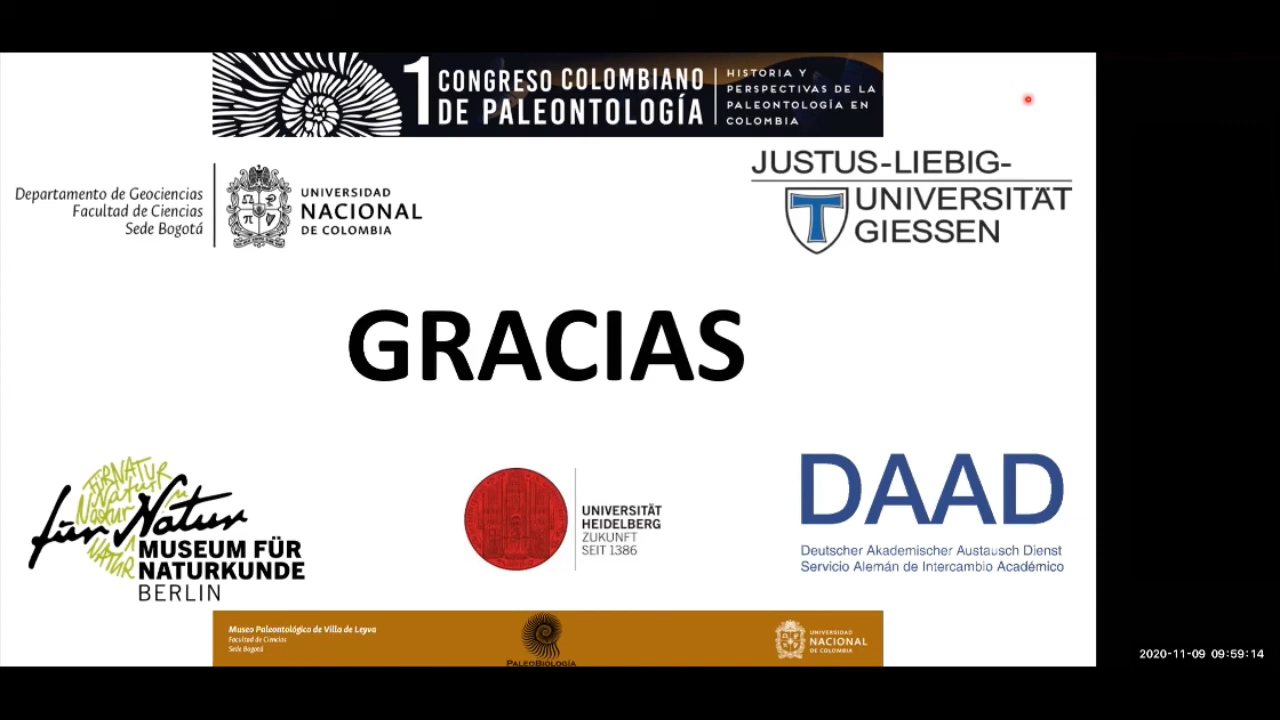 1 CONGRESO COLOMBIANO
DE PALEONTOLOGÍA
HISTORIA Y
PERSPECTIVAS DE LA
PALEONTOLOGÍA EN
COLOMBIA
Departamento de Geociencias
Facultad de Ciencias
Sede Bogotá
UNIVERSIDAD
NACIONAL
DE COLOMBIA
JUSTUS-LIEBIG-
UNIVERSITÄT
GIESSEN
GRACIAS
für Natur
MUSEUM FÜR
NATURKUNDE
BERLIN
UNIVERSITÄT
HEIDELBERG
ZUKUNFT
SEIT 1386
DAAD
Deutscher Akademischer Austausch Dienst
Servicio Alemán de Intercambio Académico
Museo Paleontológico de Villa de Leyva
Facultad de Ciencias
Sede Bogotá
PALEOBIOLOGÍA
UNIVERSIDAD
NACIONAL
DE COLOMBIA
2020-11-09 09:59:14